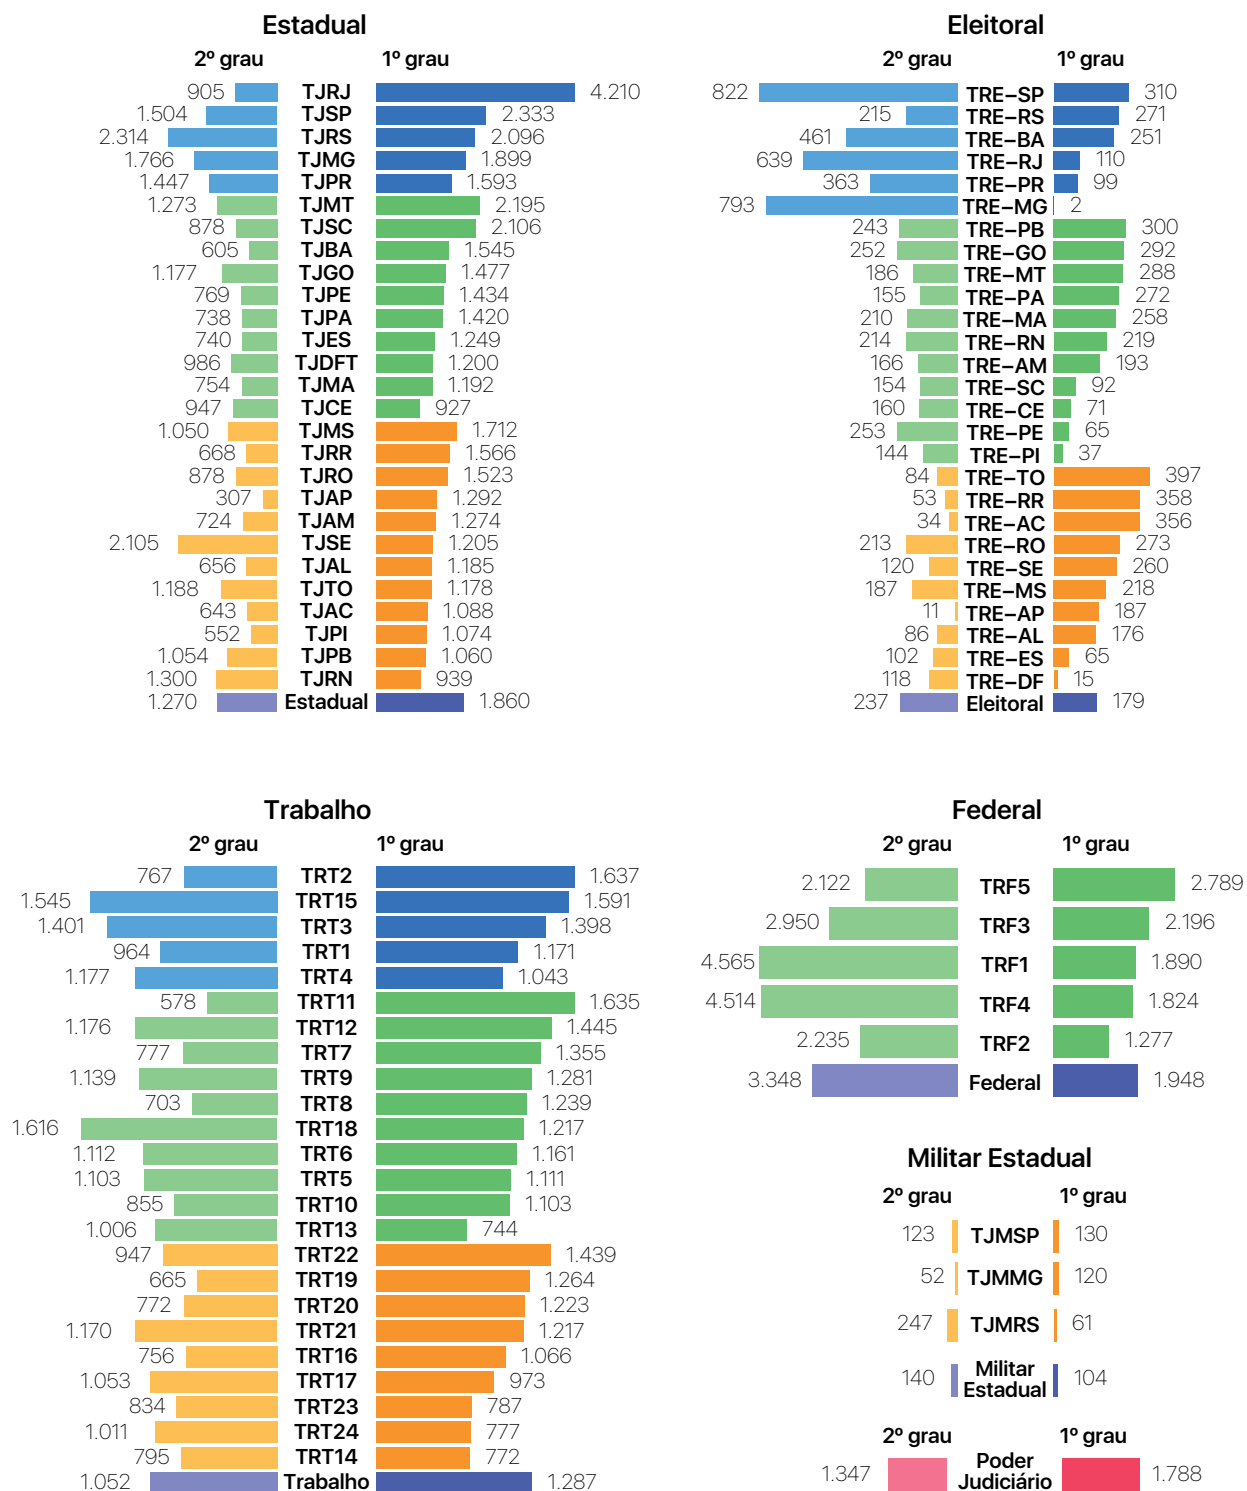 Estadual
2º grau 1º grau
905 TJRJ 4.210
1.504 TJSP 2.333
2.314 TJRS 2.096
1.766 TJMG 1.899
1.447 TJPR 1.593
1.273 TJMT 2.195
878 TJSC 2.106
605 TJBA 1.545
1.177 TJGO 1.477
769 TJPE 1.434
738 TJPA 1.420
740 TJES 1.249
986 TJDFT 1.200
754 TJMA 1.192
947 TJCE 927
1.050 TJMS 1.712
668 TJRR 1.566
878 TJRO 1.523
307 TJAP 1.292
724 TJAM 1.274
2.105 TJSE 1.205
656 TJAL 1.185
1.188 TJTO 1.178
643 TJAC 1.088
552 TJPI 1.074
1.054 TJPB 1.060
1.300 TJRN 939
1.270 Estadual 1.860
Eleitoral
2º grau 1º grau
822 TRE–SP 310
215 TRE–RS 271
461 TRE–BA 251
639 TRE–RJ 110
363 TRE–PR 99
793 TRE–MG 2
243 TRE–PB 300
252 TRE–GO 292
186 TRE–MT 288
155 TRE–PA 272
210 TRE–MA 258
214 TRE–RN 219
166 TRE–AM 193
154 TRE–SC 92
160 TRE–CE 71
253 TRE–PE 65
144 TRE–PI 37
84 TRE–TO 397
53 TRE–RR 358
34 TRE–AC 356
213 TRE–RO 273
120 TRE–SE 260
187 TRE–MS 218
11 TRE–AP 187
86 TRE–AL 176
102 TRE–ES 65
118 TRE–DF 15
237 Eleitoral 179
Trabalho
2º grau 1º grau
767 TRT2 1.637
1.545 TRT15 1.591
1.401 TRT3 1.398
964 TRT1 1.171
1.177 TRT4 1.043
578 TRT11 1.635
1.176 TRT12 1.445
777 TRT7 1.355
1.139 TRT9 1.281
703 TRT8 1.239
1.616 TRT18 1.217
1.112 TRT6 1.161
1.103 TRT5 1.111
855 TRT10 1.103
1.006 TRT13 744
947 TRT22 1.439
665 TRT19 1.264
772 TRT20 1.223
1.170 TRT21 1.217
756 TRT16 1.066
1.053 TRT17 973
834 TRT23 787
1.011 TRT24 777
795 TRT14 772
1.052 Trabalho 1.287
Federal
2º grau 1º grau
2.122 TRF5 2.789
2.950 TRF3 2.196
4.565 TRF1 1.890
4.514 TRF4 1.824
2.235 TRF2 1.277
3.348 Federal 1.948
Militar Estadual
2º grau 1º grau
123 TJMSP 130
52 TJMMG 120
247 TJMRS 61
140 Militar 104
Estadual
2º grau 1º grau
1.347 Poder 1.788
Judiciário